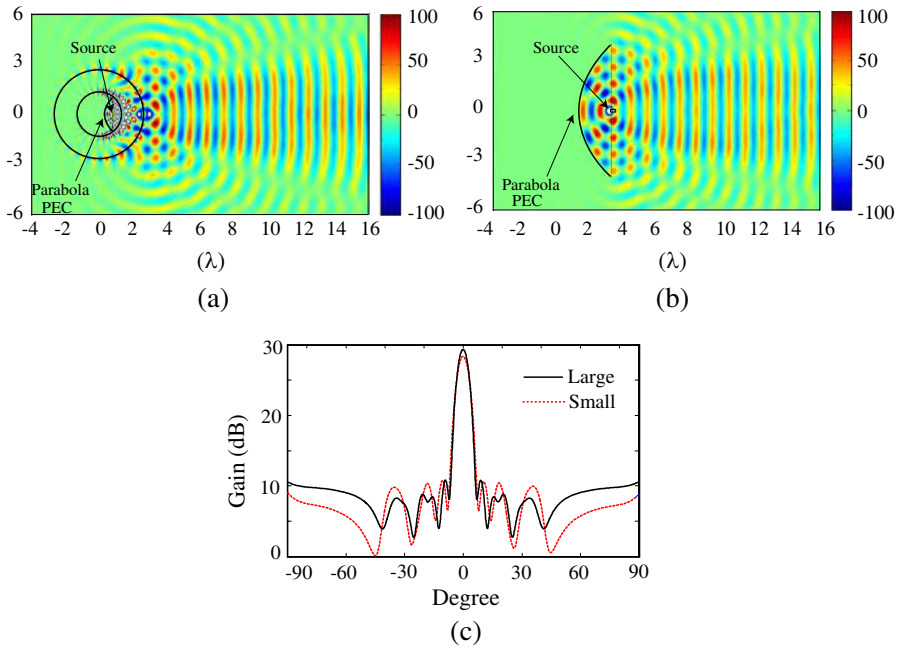 6
3
0
-3
-6
Source
Parabola
PEC
-4 -2 0 2 4 6 8 10 12 14 16
(λ)
(a)
100
50
0
-50
-100
6
3
0
-3
-6
Source
Parabola
PEC
-4 -2 0 2 4 6 8 10 12 14 16
(λ)
(b)
100
50
0
-50
-100
30
20
10
0
Gain (dB)
Large
Small
-90 -60 -30 0 30 60 90
Degree
(c)